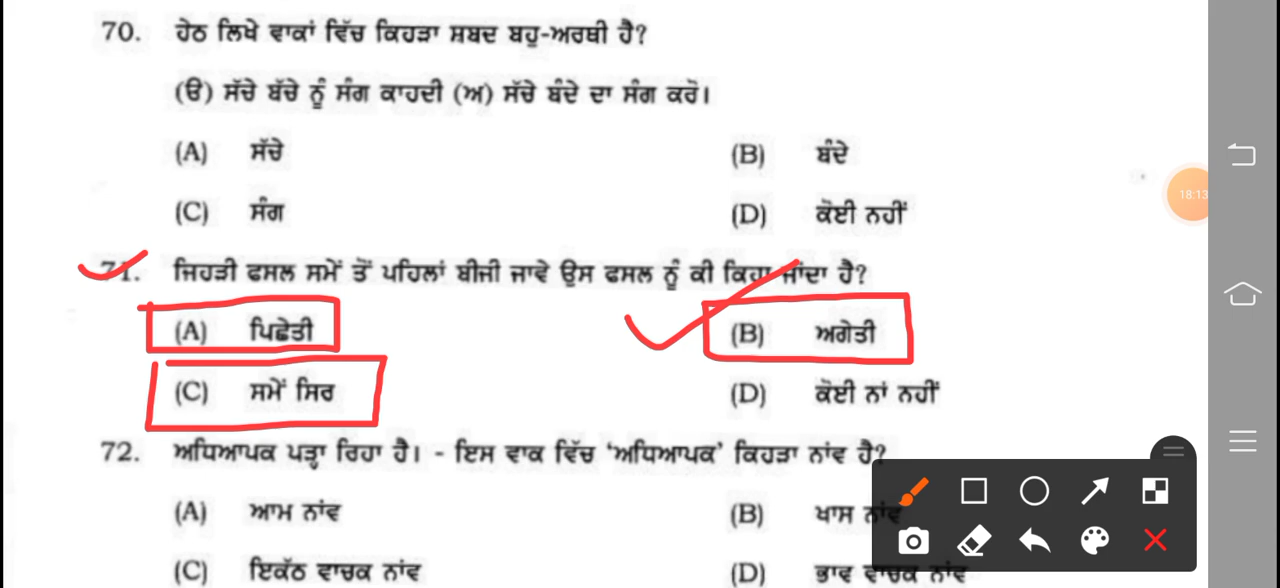 70. ਹੇਠ ਲਿਖੇ ਵਾਕਾਂ ਵਿੱਚ ਕਿਹੜਾ ਸ਼ਬਦ ਬਹੁ-ਅਰਥੀ ਹੈ?
(ੳ) ਸੱਚੇ ਬੱਚੇ ਨੂੰ ਸੰਗ ਕਾਹਦੀ (ਅ) ਸੱਚੇ ਬੰਦੇ ਦਾ ਸੰਗ ਕਰੋ।
(A) ਸੱਚੇ (B) ਬੰਦੇ
(C) ਸੰਗ (D) ਕੋਈ ਨਹੀਂ
18:13
71. ਜਿਹੜੀ ਫਸਲ ਸਮੇਂ ਤੋਂ ਪਹਿਲਾਂ ਬੀਜੀ ਜਾਵੇ ਉਸ ਫਸਲ ਨੂੰ ਕੀ ਕਿਹਾ ਜਾਂਦਾ ਹੈ?
(A) ਪਿਛੇਤੀ (B) ਅਗੇਤੀ
(C) ਸਮੇਂ ਸਿਰ (D) ਕੋਈ ਨਾਂ ਨਹੀਂ
72. ਅਧਿਆਪਕ ਪੜ੍ਹਾ ਰਿਹਾ ਹੈ। - ਇਸ ਵਾਕ ਵਿੱਚ ‘ਅਧਿਆਪਕ’ ਕਿਹੜਾ ਨਾਂਵ ਹੈ?
(A) ਆਮ ਨਾਂਵ (B) ਖਾਸ ਨਾਂਵ
(C) ਇਕੱਠ ਵਾਚਕ ਨਾਂਵ (D) ਭਾਵ ਵਾਚਕ ਨਾਂਵ